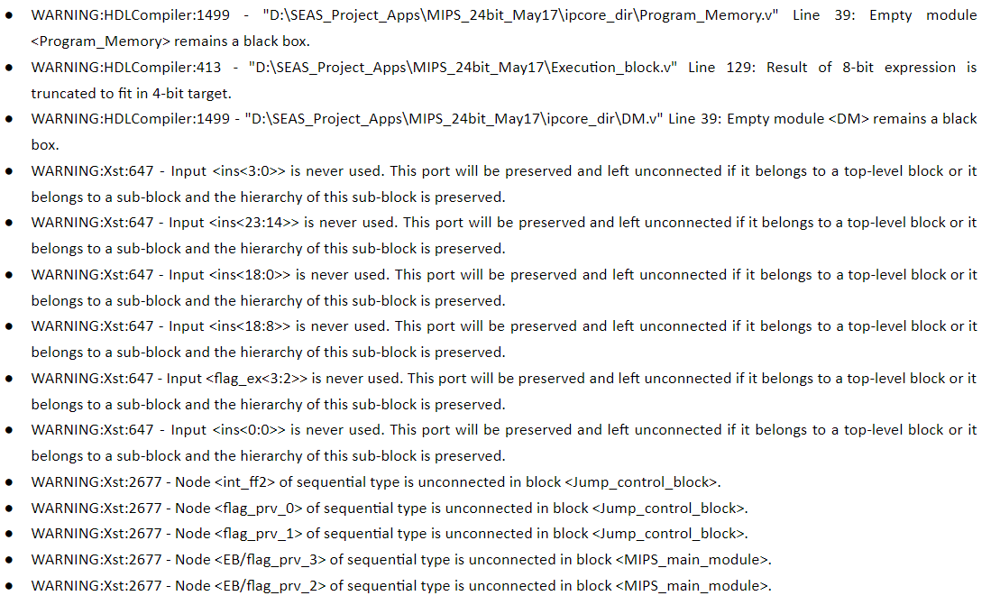 ● WARNING:HDLCompiler:1499 - "D:\SEAS_Project_Apps\MIPS_24bit_May17\ipcore_dir\Program_Memory.v" Line 39: Empty module
<Program_Memory> remains a black box.
● WARNING:HDLCompiler:413 - "D:\SEAS_Project_Apps\MIPS_24bit_May17\Execution_block.v" Line 129: Result of 8-bit expression is
truncated to fit in 4-bit target.
● WARNING:HDLCompiler:1499 - "D:\SEAS_Project_Apps\MIPS_24bit_May17\ipcore_dir\DM.v" Line 39: Empty module <DM> remains a black
box.
● WARNING:Xst:647 - Input <ins<3:0>> is never used. This port will be preserved and left unconnected if it belongs to a top-level block or it
belongs to a sub-block and the hierarchy of this sub-block is preserved.
● WARNING:Xst:647 - Input <ins<23:14>> is never used. This port will be preserved and left unconnected if it belongs to a top-level block or it
belongs to a sub-block and the hierarchy of this sub-block is preserved.
● WARNING:Xst:647 - Input <ins<18:0>> is never used. This port will be preserved and left unconnected if it belongs to a top-level block or it
belongs to a sub-block and the hierarchy of this sub-block is preserved.
● WARNING:Xst:647 - Input <ins<18:8>> is never used. This port will be preserved and left unconnected if it belongs to a top-level block or it
belongs to a sub-block and the hierarchy of this sub-block is preserved.
● WARNING:Xst:647 - Input <flag_ex<3:2>> is never used. This port will be preserved and left unconnected if it belongs to a top-level block or it
belongs to a sub-block and the hierarchy of this sub-block is preserved.
● WARNING:Xst:647 - Input <ins<0:0>> is never used. This port will be preserved and left unconnected if it belongs to a top-level block or it
belongs to a sub-block and the hierarchy of this sub-block is preserved.
● WARNING:Xst:2677 - Node <int_ff2> of sequential type is unconnected in block <Jump_control_block>.
● WARNING:Xst:2677 - Node <flag_prv_0> of sequential type is unconnected in block <Jump_control_block>.
● WARNING:Xst:2677 - Node <flag_prv_1> of sequential type is unconnected in block <Jump_control_block>.
● WARNING:Xst:2677 - Node <EB/flag_prv_3> of sequential type is unconnected in block <MIPS_main_module>.
● WARNING:Xst:2677 - Node <EB/flag_prv_2> of sequential type is unconnected in block <MIPS_main_module>.